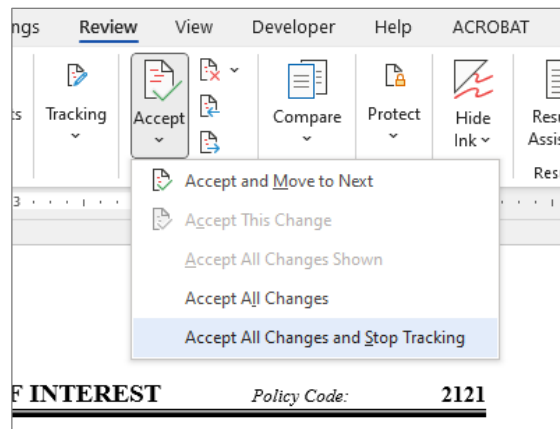 Review View Developer Help ACROBAT
Tracking Accept Compare Protect Hide Ink
Accept and Move to Next
3
Accept This Change
Accept All Changes Shown
Accept All Changes
Accept All Changes and Stop Tracking
INTEREST Policy Code: 2121